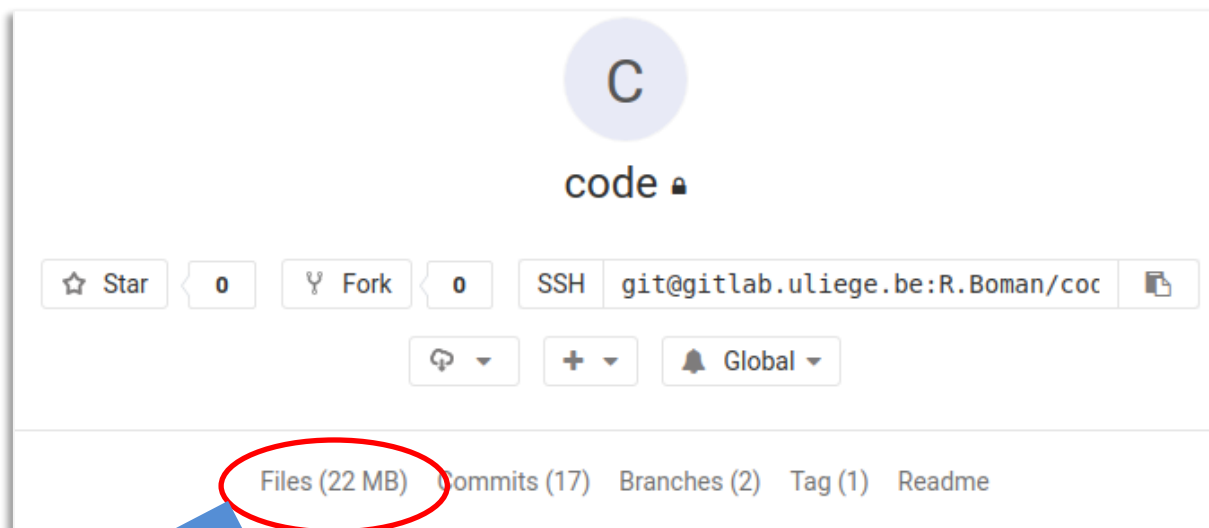 C
code
Star 0 Fork 0 SSH git@gitlab.uliege.be:R.Boman/coc
Global
Files (22 MB) Commits (17) Branches (2) Tag (1) Readme